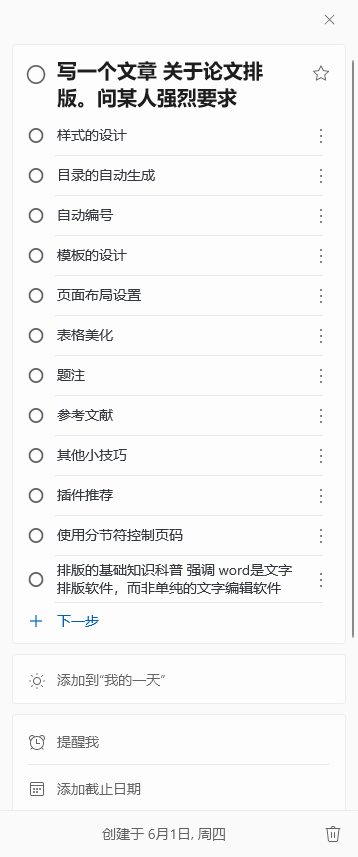 写一个文章 关于论文排
版。问某人强烈要求
样式的设计
目录的自动生成
自动编号
模板的设计
页面布局设置
表格美化
题注
参考文献
其他小技巧
插件推荐
使用分节符控制页码
排版的基础知识科普 强调 word是文字
排版软件，而非单纯的文字编辑软件
下一步
添加到“我的一天”
提醒我
添加截止日期
创建于 6月1日, 周四